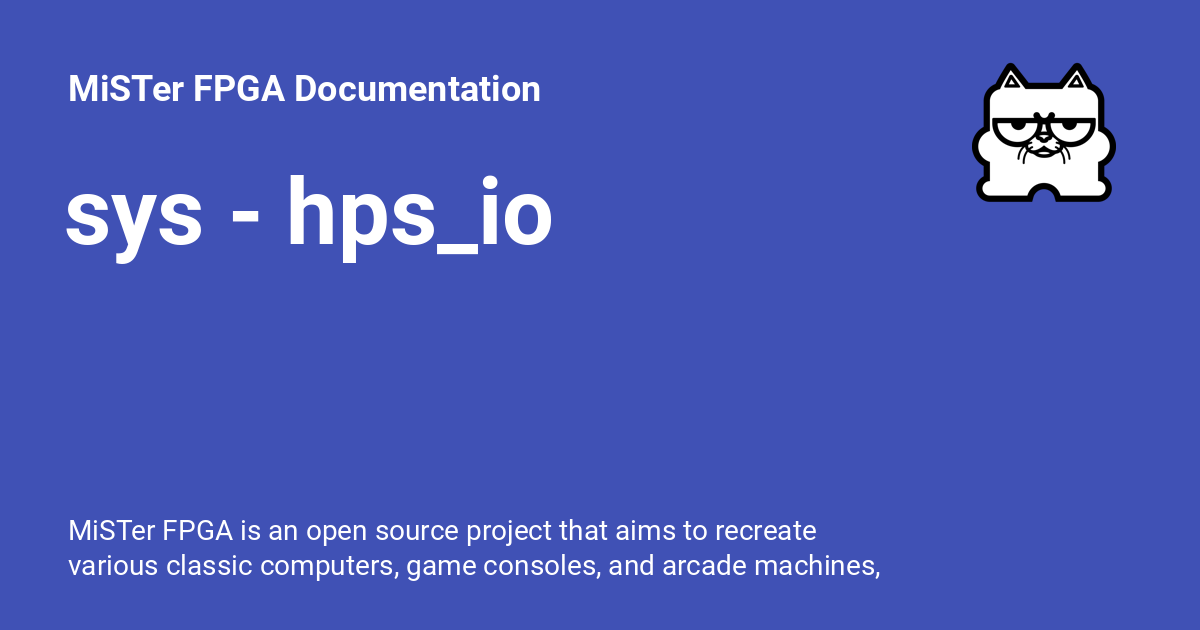 MiSTer FPGA Documentation
sys - hps_io
MiSTer FPGA is an open source project that aims to recreate
various classic computers, game consoles, and arcade machines,